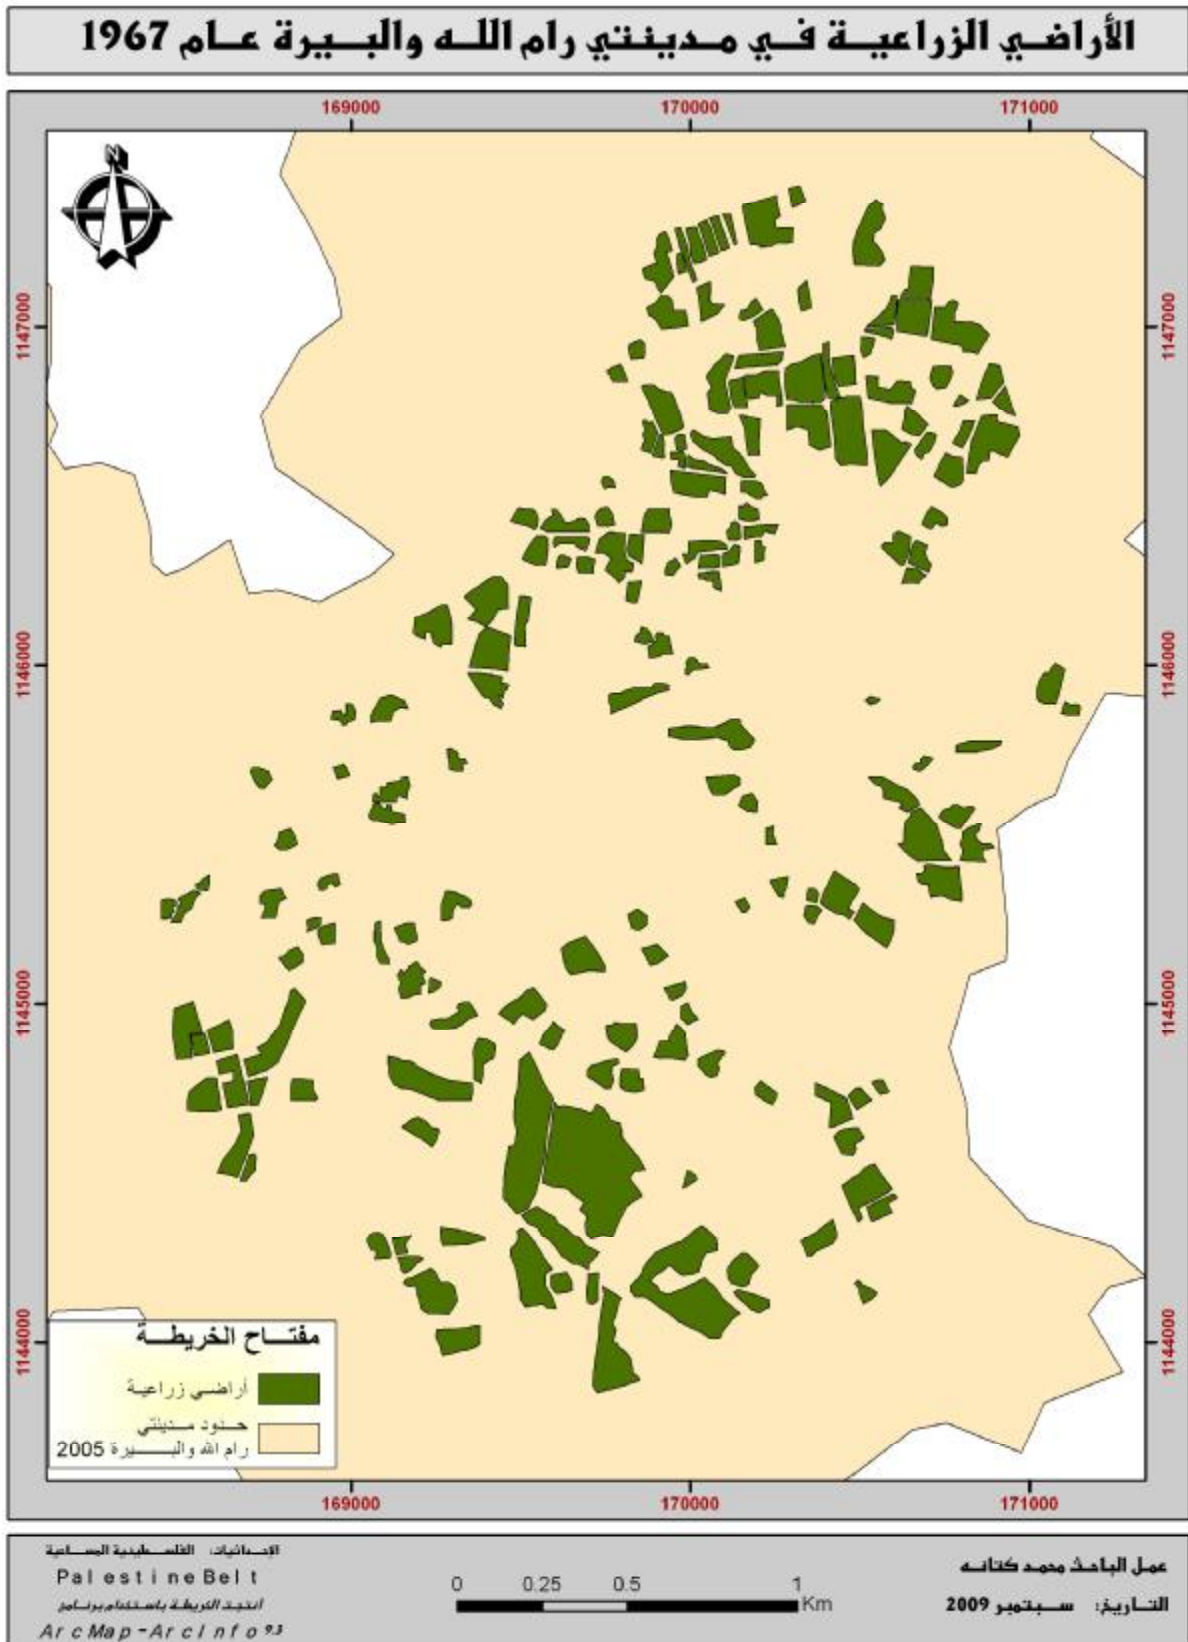 الأراضي الزراعية في مدينتي رام الله والبيرة عام 1967
169000 170000 171000
N
1147000 1147000
1146000 1146000
1145000 1145000
1144000 1144000
مفتاح الخريطة
أراضي زراعية
حدود مدينتي
رام الله والبيرة 2005
169000 170000 171000
عمل الباحث محمد كتانه
التاريخ: سبتمبر 2009
0 0.25 0.5 1
Km
الإحداثيات: الفلسطينية المساحية
Palestine Belt
أنتجت الخريطة باستخدام برنامج
ArcMap-ArcInfo 9.3